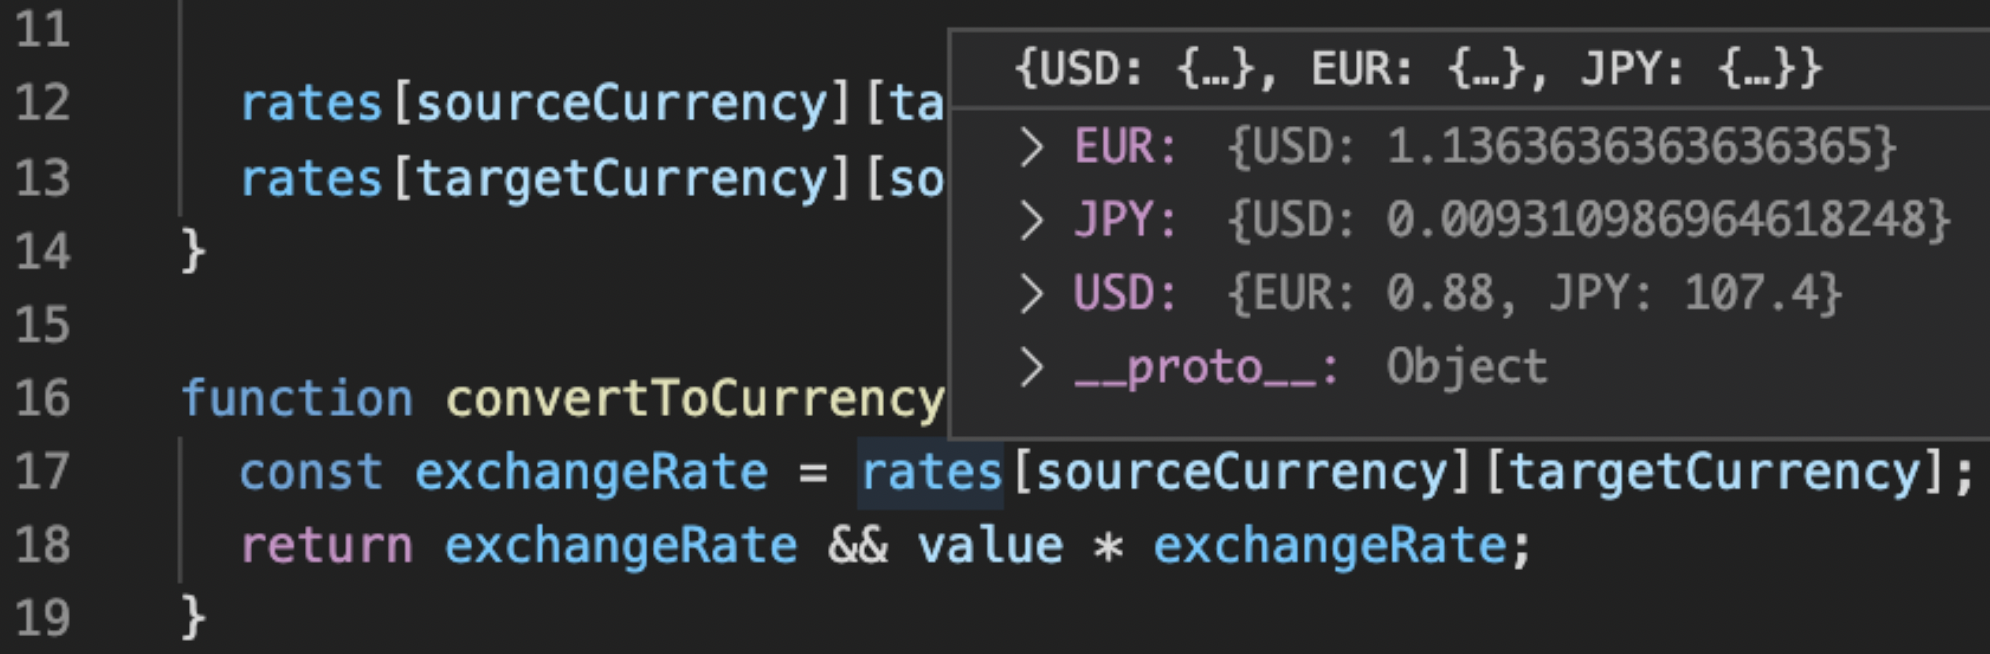 11
12 rates[sourceCurrency][ta
13 rates[targetCurrency][so
14 }
15
16 function convertToCurrency
17 const exchangeRate = rates[sourceCurrency][targetCurrency];
18 return exchangeRate && value * exchangeRate;
19 }
{USD: {…}, EUR: {…}, JPY: {…}}
> EUR: {USD: 1.1363636363636365}
> JPY: {USD: 0.009310986964618248}
> USD: {EUR: 0.88, JPY: 107.4}
> __proto__: Object